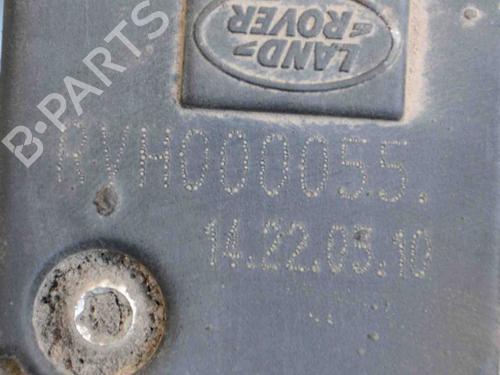 B-PARTS
LAND-
ROVER
RVH000055.
14.22.05.10